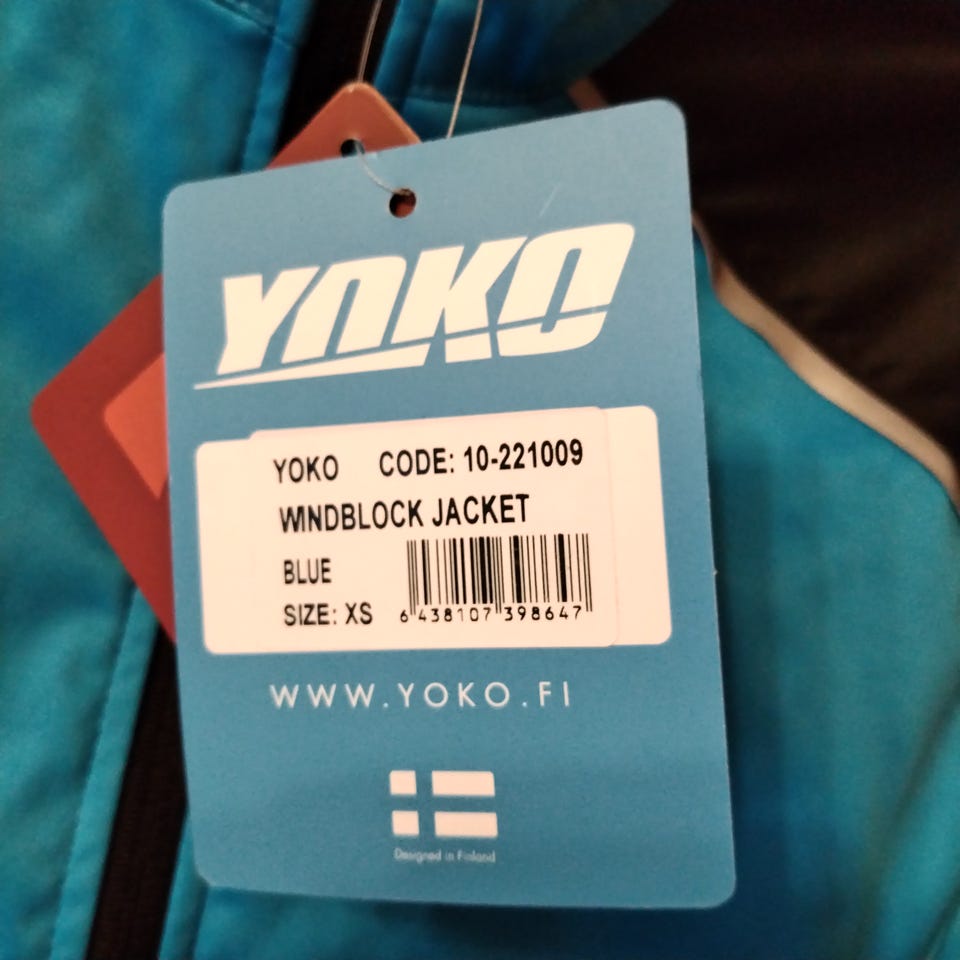 YOKO
YOKO CODE: 10-221009
WINDBLOCK JACKET
BLUE
SIZE: XS
6 438107 398647
WWW.YOKO.FI
Designed in Finland